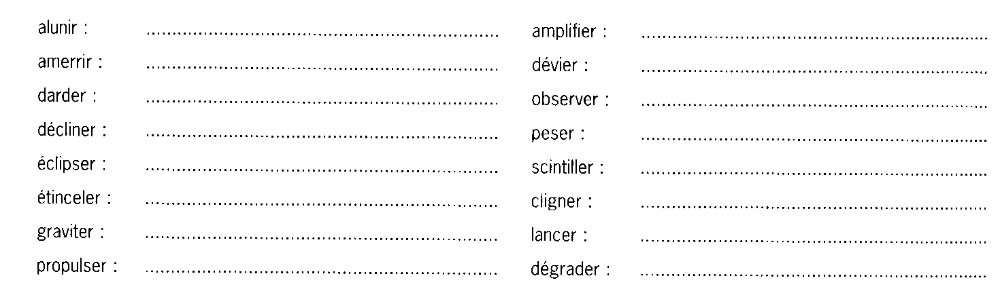 alunir : ........................................
amerrir : ........................................
darder : ........................................
décliner : ........................................
éclipser : ........................................
étinceler : ........................................
graviter : ........................................
propulser : ........................................
amplifier : ........................................
dévier : ........................................
observer : ........................................
peser : ........................................
scintiller : ........................................
cligner : ........................................
lancer : ........................................
dégrader : ........................................